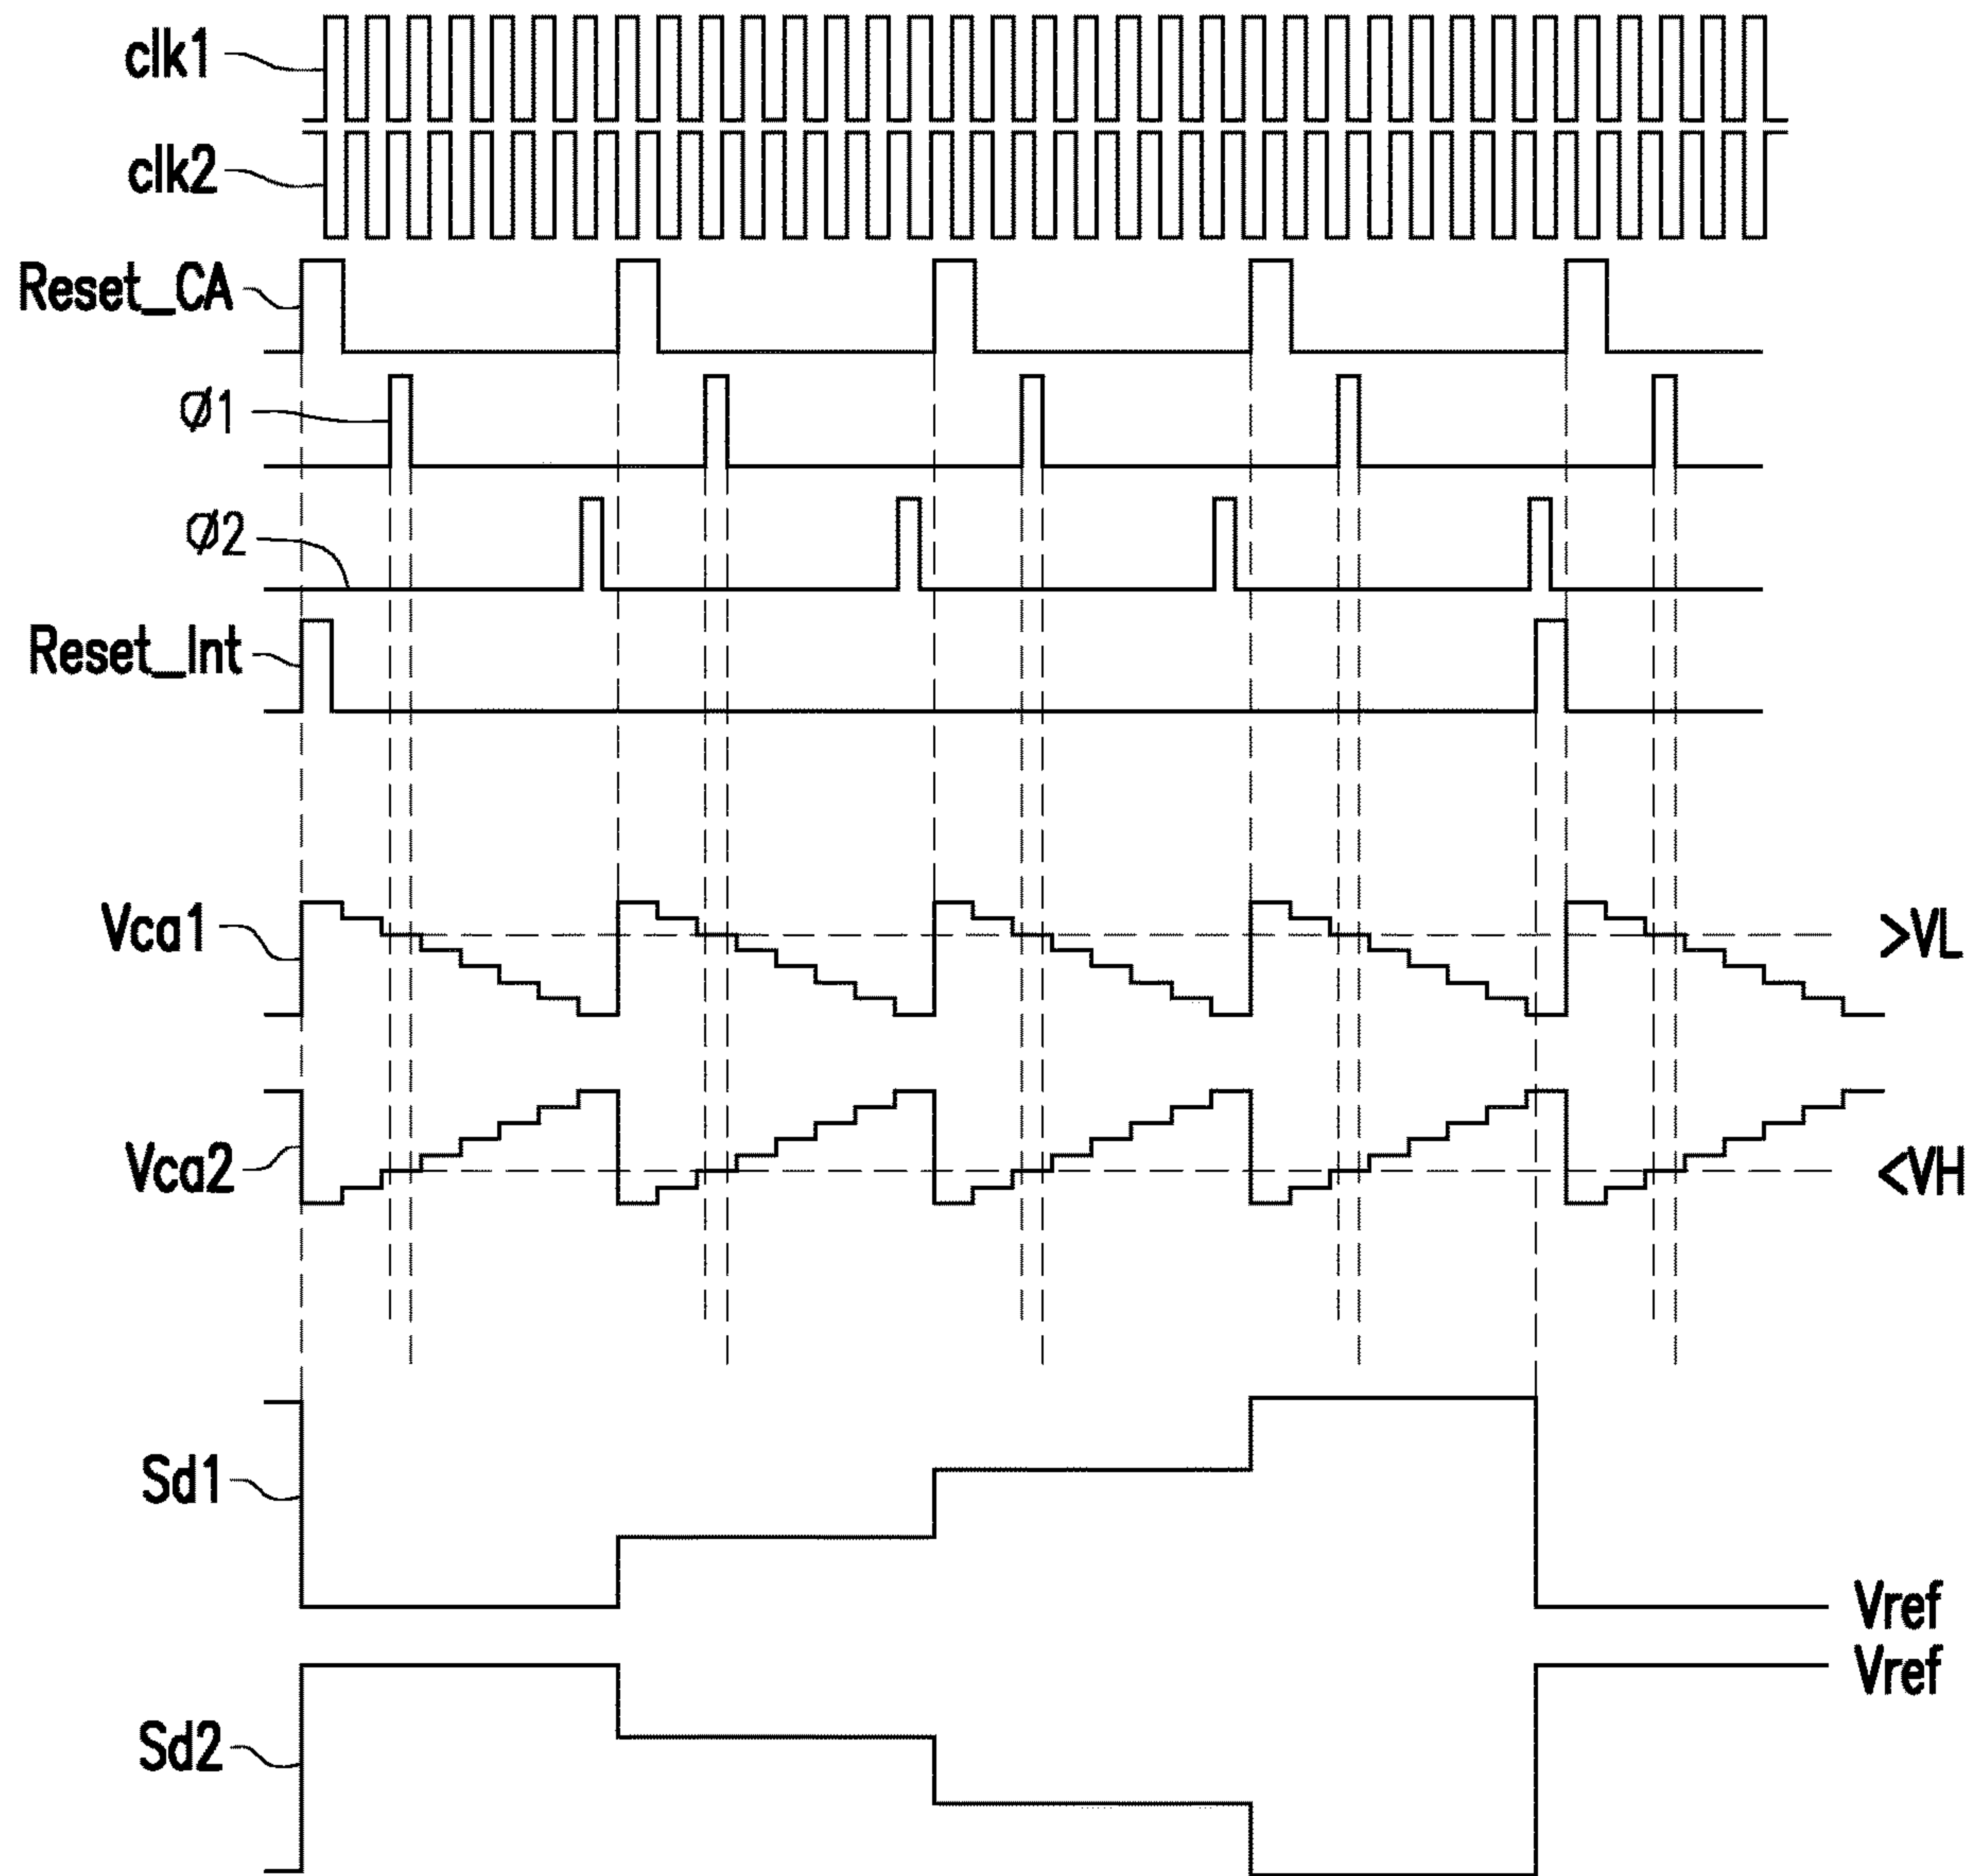 clk1
clk2
Reset_CA
Ø1
Ø2
Reset_Int
Vca1
>VL
Vca2
<VH
Sd1
Vref
Vref
Sd2